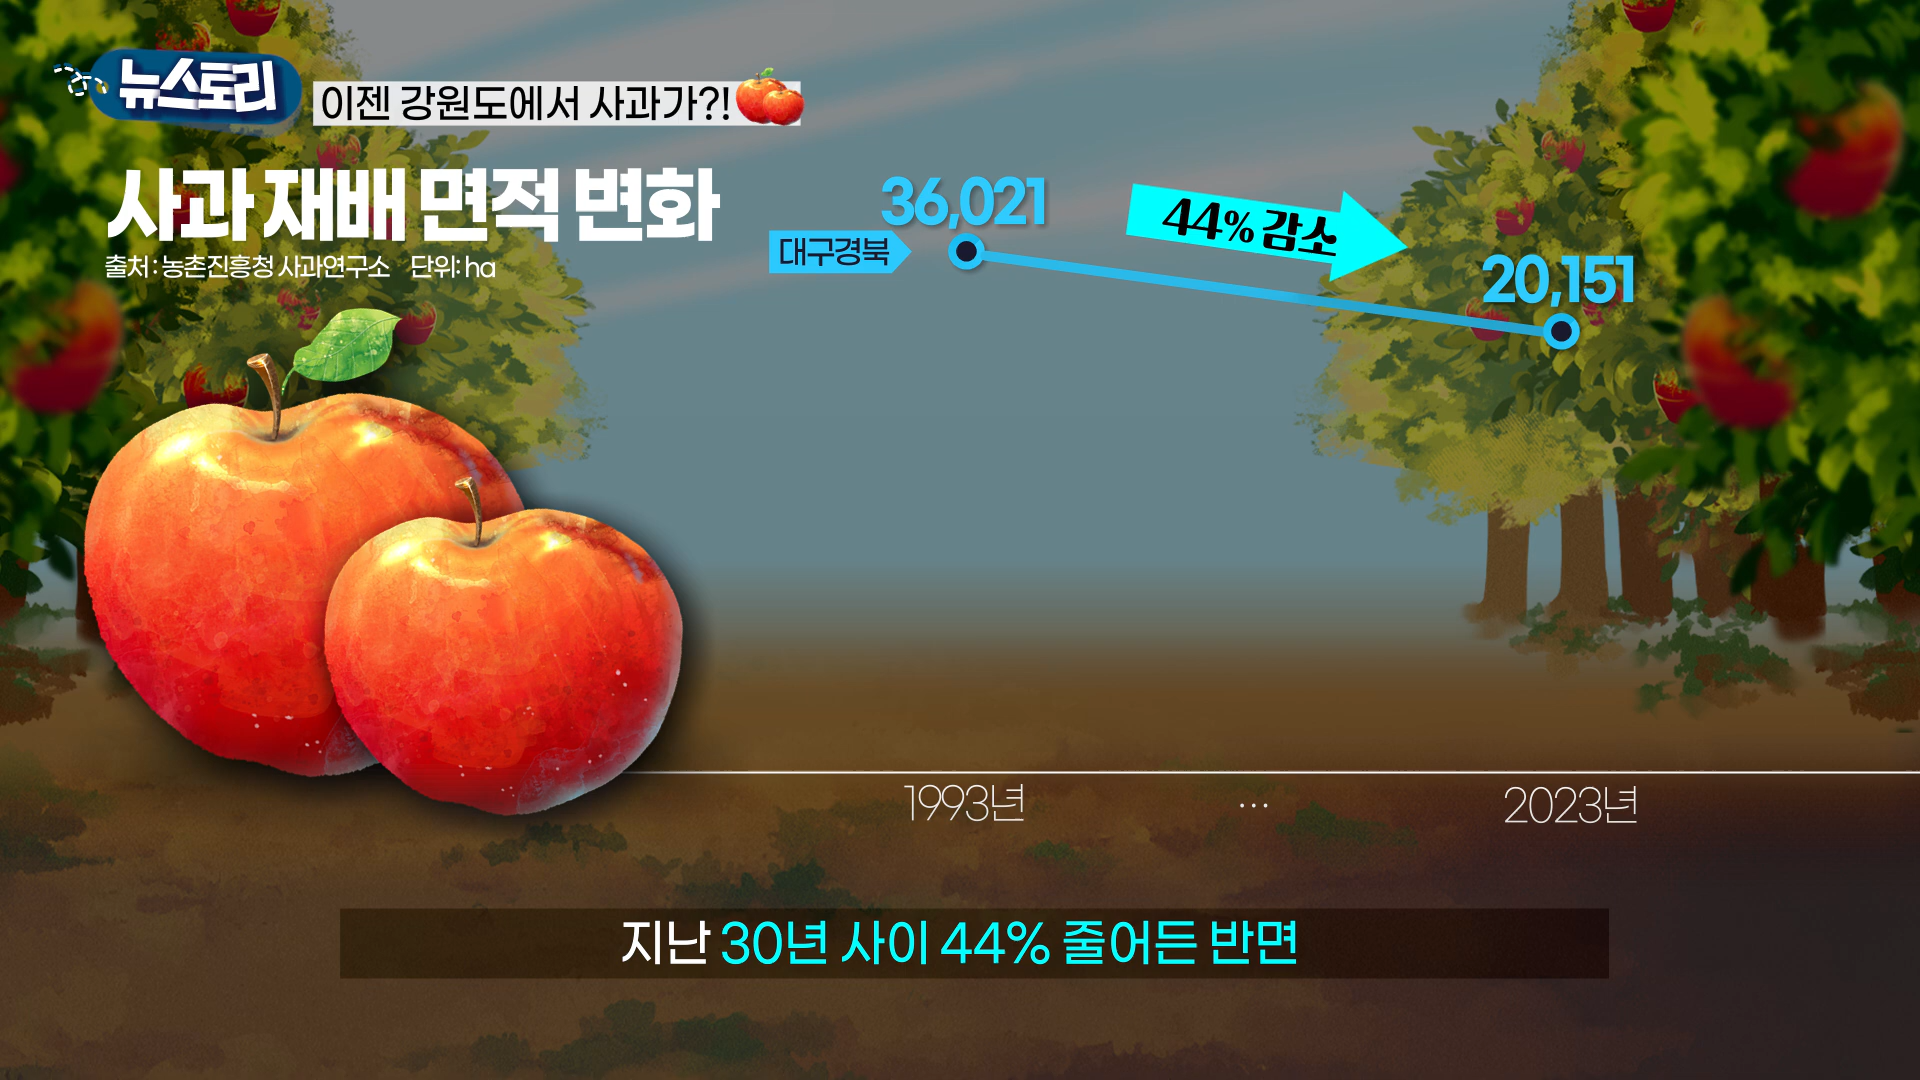 뉴스토리
이젠 강원도에서 사과가?!
사과 재배 면적 변화
출처 : 농촌진흥청 사과연구소 단위: ha
36,021
대구경북
44% 감소
20,151
1993년 ... 2023년
지난 30년 사이 44% 줄어든 반면